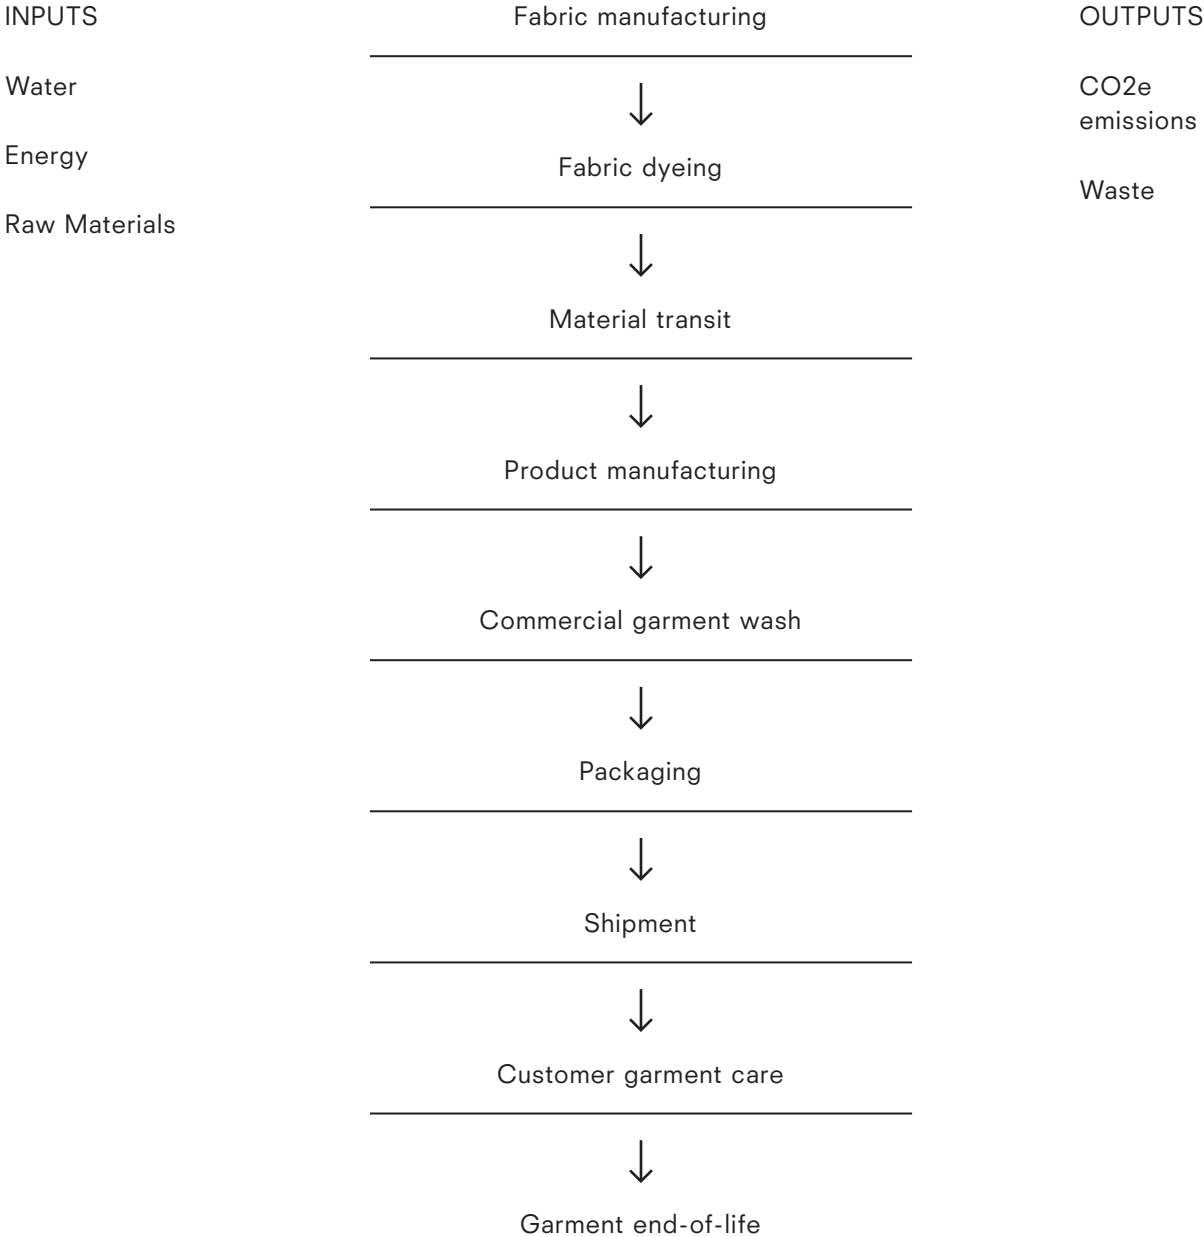 INPUTS
Water
Energy
Raw Materials
Fabric manufacturing
Fabric dyeing
Material transit
Product manufacturing
Commercial garment wash
Packaging
Shipment
Customer garment care
Garment end-of-life
OUTPUTS
CO2e
emissions
Waste